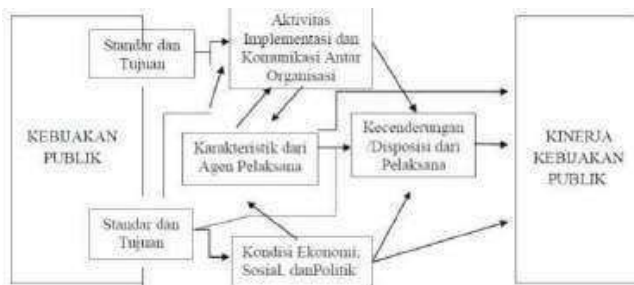 Aktivitas
Implementasi dan
Komunikasi Antar
Organisasi
Standar dan
Tujuan
KEBIJAKAN
PUBLIK
Karakteristik dari
Agen Pelaksana
Kecenderungan
/Disposisi dari
Pelaksana
KINERJA
KEBIJAKAN
PUBLIK
Standar dan
Tujuan
Kondisi Ekonomi,
Sosial, danPolitik